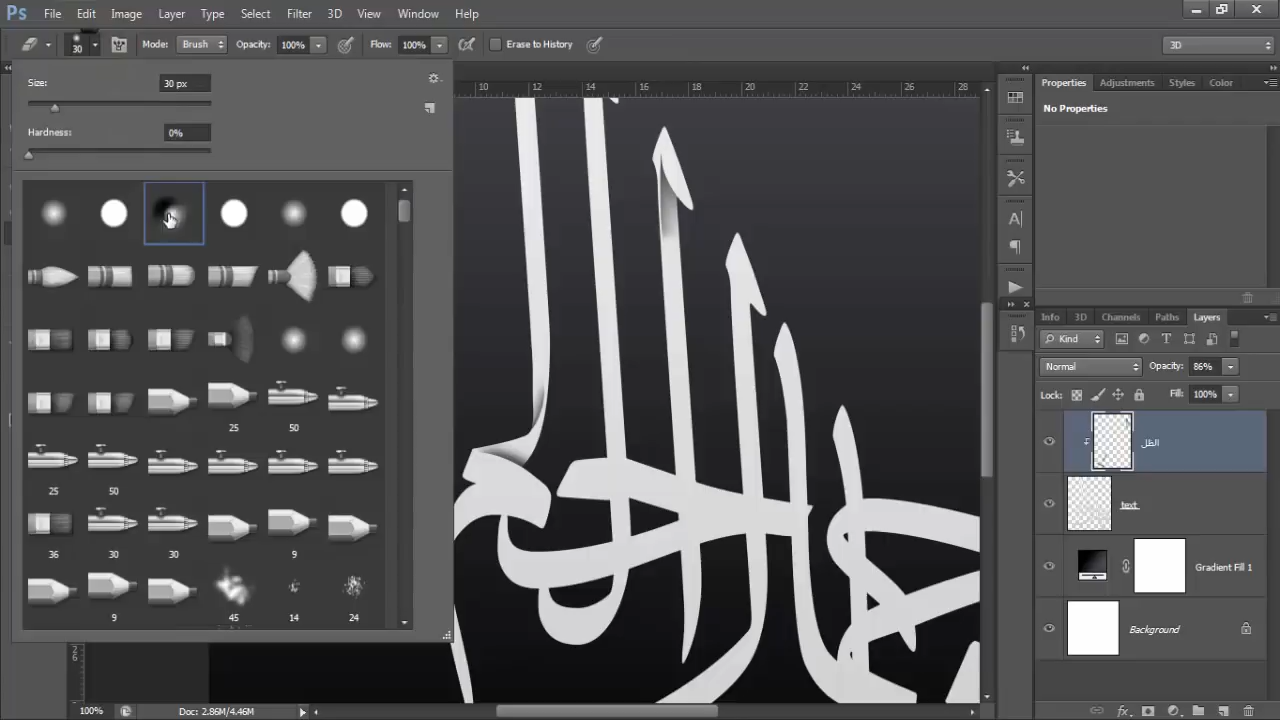 Ps File Edit Image Layer Type Select Filter 3D View Window Help
30 Mode: Brush Opacity: 100% Flow: 100% Erase to History 3D
Size: 30 px
Hardness: 0%
25 50
25 50
36 30 30 9
9 45 14 24
10 12 14 16 18 20 22 24 26 28
26
Properties Adjustments Styles Color
No Properties
Info 3D Channels Paths Layers
Kind
Normal Opacity: 86%
Lock: Fill: 100%
الظل
text
Gradient Fill 1
Background
100% Doc: 2.86M/4.46M